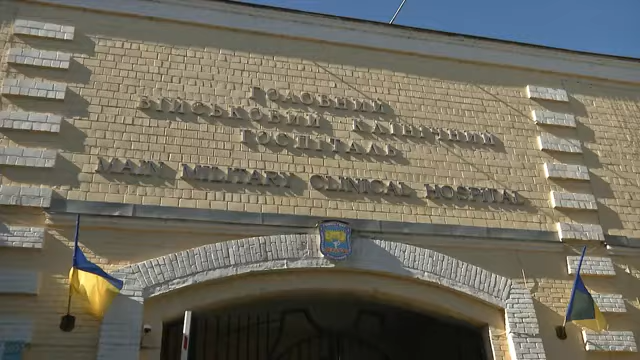 ГОЛОВНИЙ
ВІЙСЬКОВИЙ КЛІНІЧНИЙ
ГОСПІТАЛЬ
MAIN MILITARY CLINICAL HOSPITAL